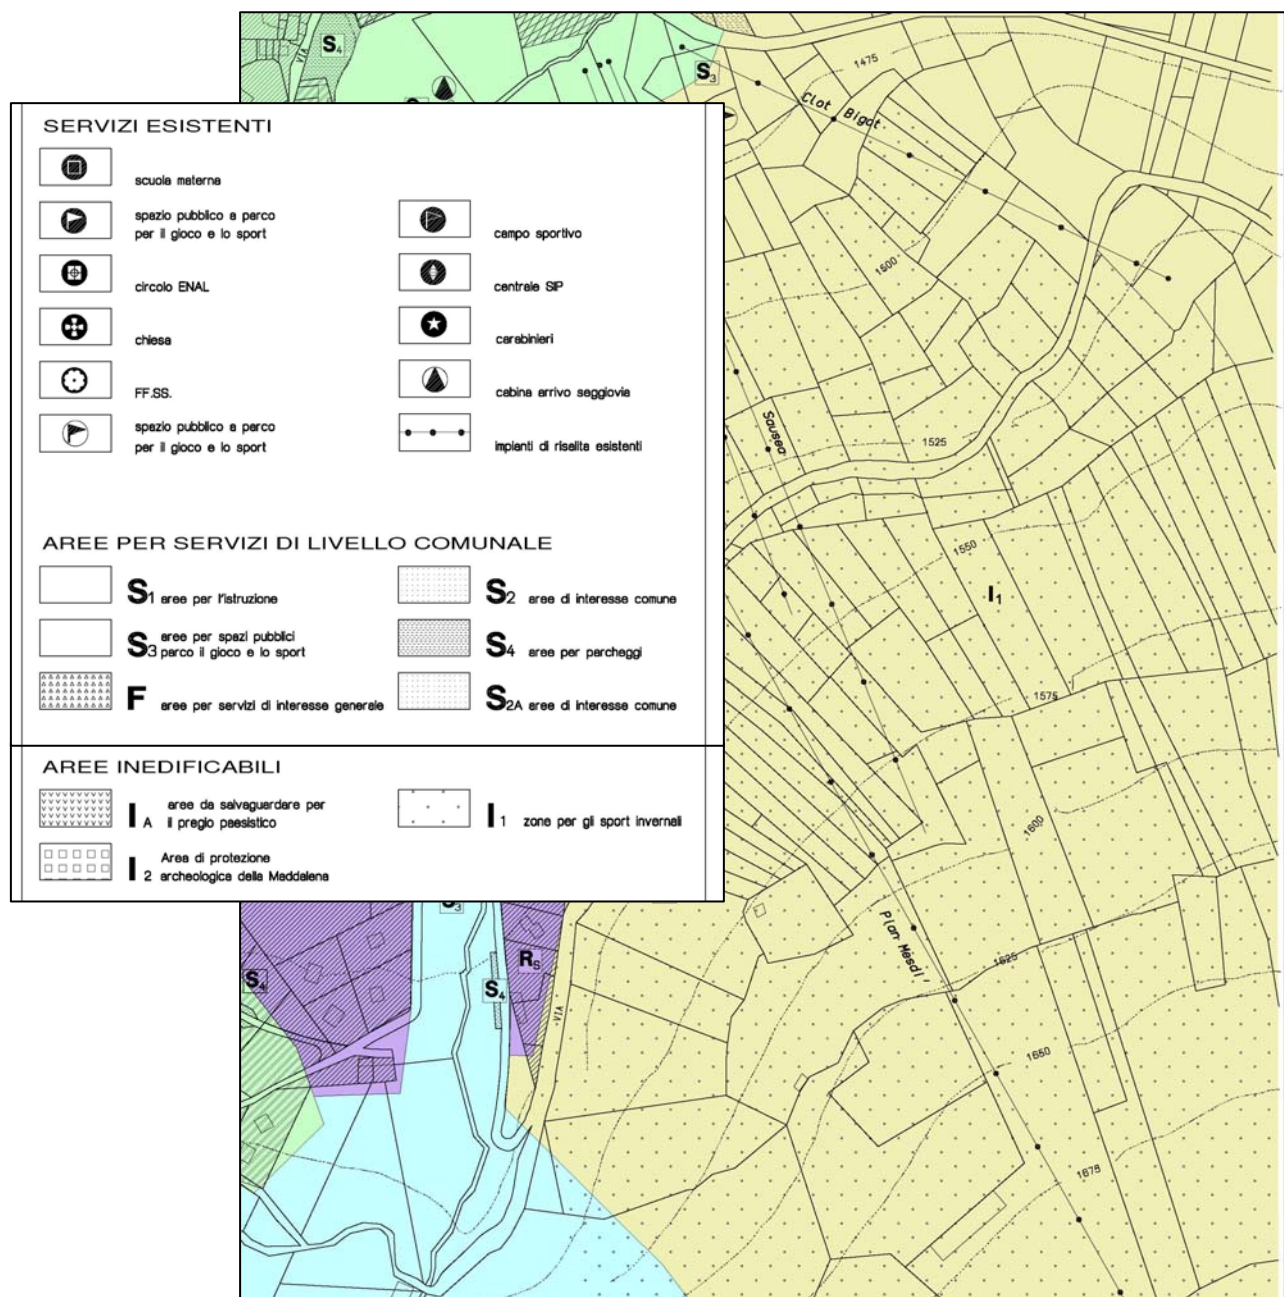 VIA
S4
S3
1475
Clot Bigot
1500
Sausea
1525
1550
I1
1575
1600
SERVIZI ESISTENTI
scuola materna
spazio pubblico a parco
per il gioco e lo sport
campo sportivo
circolo ENAL
centrale SIP
chiesa
carabinieri
FF.SS.
cabina arrivo seggiovia
spazio pubblico a parco
per il gioco e lo sport
impianti di risalita esistenti
AREE PER SERVIZI DI LIVELLO COMUNALE
S1 aree per l'istruzione
S2 aree di interesse comune
S3 aree per spazi pubblici
parco il gioco e lo sport
S4 aree per parcheggi
F aree per servizi di interesse generale
S2A aree di interesse comune
AREE INEDIFICABILI
IA aree da salvaguardare per
il pregio paesistico
I1 zone per gli sport invernali
I2 Area di protezione
archeologica della Maddalena
Plan Mesdi'
RS
S4
S4
1625
VIA
1650
1675